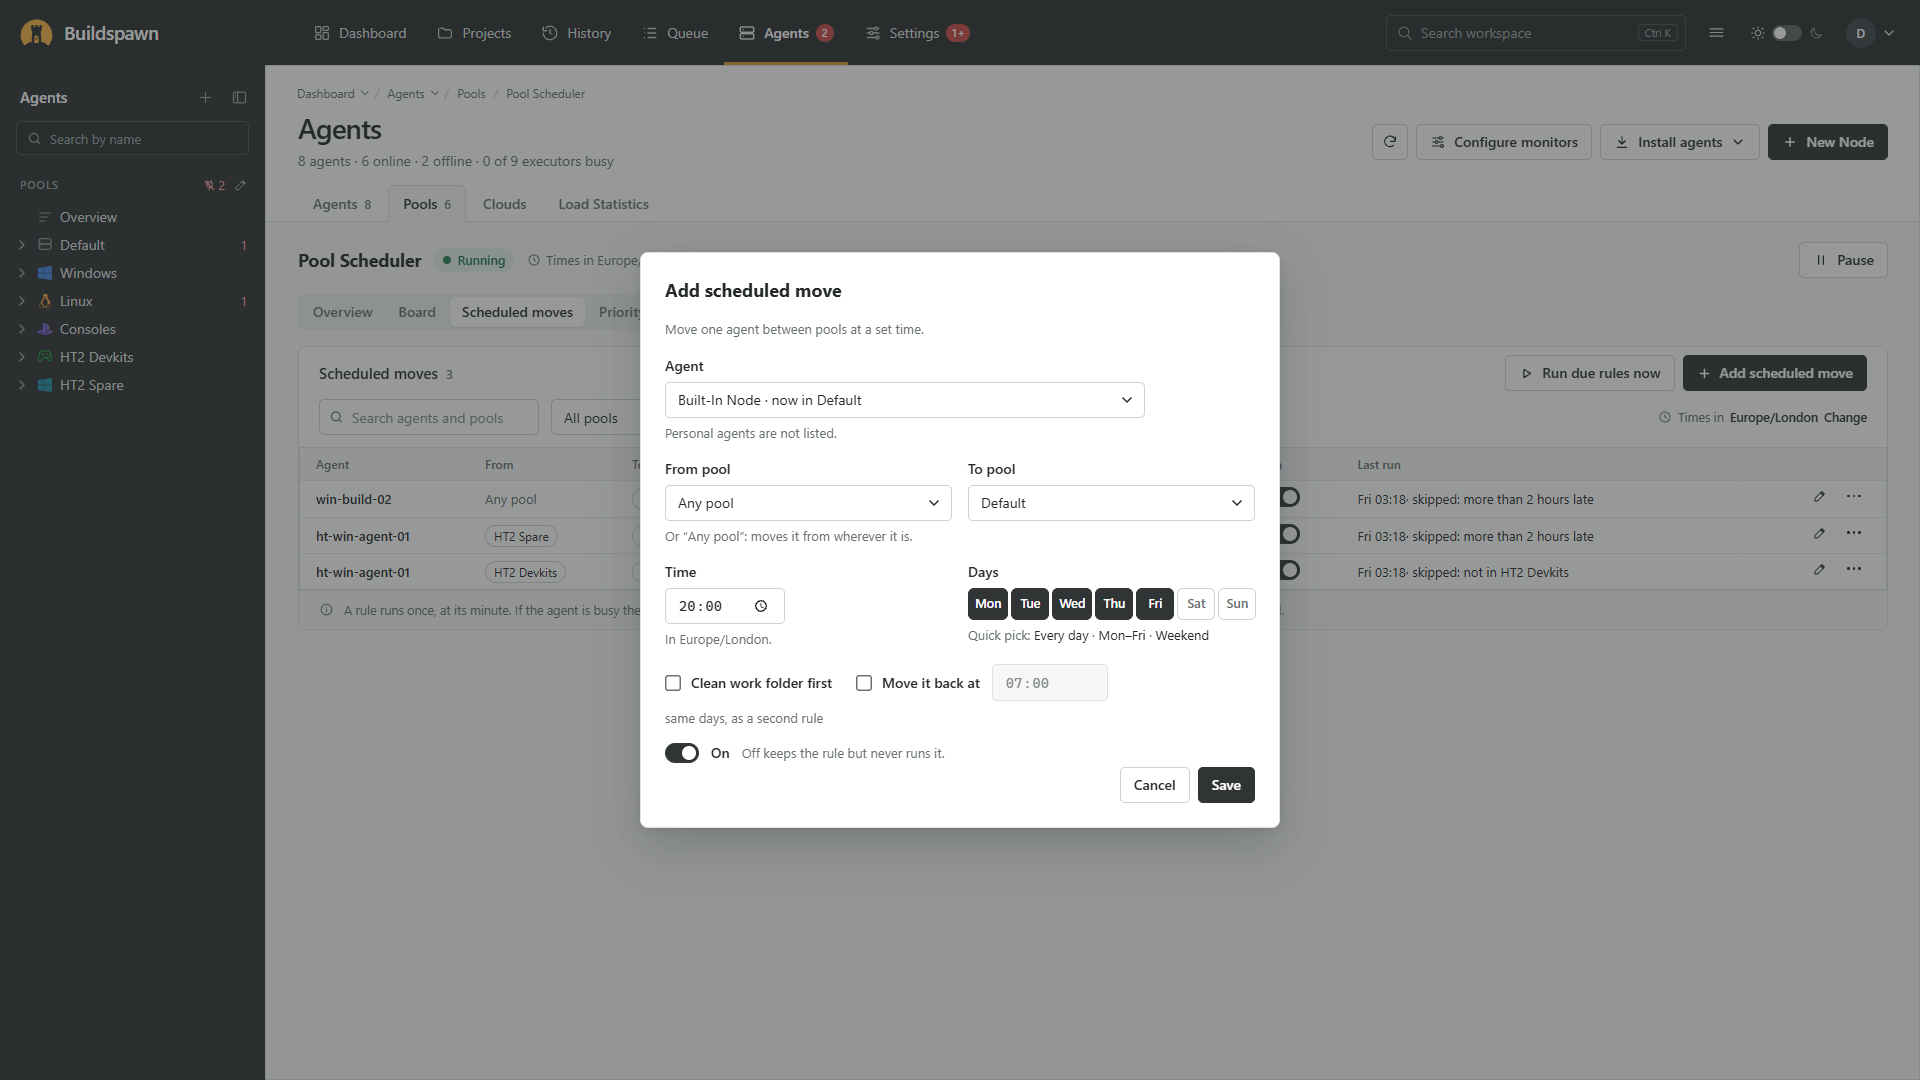 Buildspawn
Dashboard
Projects
History
Queue
Agents 2
Settings 1+
Search workspace
Ctrl K
D
Agents
Search by name
POOLS
2
Overview
Default 1
Windows
Linux 1
Consoles
HT2 Devkits
HT2 Spare
Dashboard / Agents / Pools / Pool Scheduler
Agents
8 agents · 6 online · 2 offline · 0 of 9 executors busy
Configure monitors
Install agents
New Node
Agents 8
Pools 6
Clouds
Load Statistics
Pool Scheduler
Running
Times in Europe/
Pause
Overview
Board
Scheduled moves
Scheduled moves 3
Run due rules now
Add scheduled move
Search agents and pools
All pools
Times in Europe/London Change
Agent From Last run
win-build-02 Any pool Fri 03:18· skipped: more than 2 hours late
ht-win-agent-01 HT2 Spare Fri 03:18· skipped: more than 2 hours late
ht-win-agent-01 HT2 Devkits Fri 03:18· skipped: not in HT2 Devkits
A rule runs once, at its minute. If the agent is busy the
Add scheduled move
Move one agent between pools at a set time.
Agent
Built-In Node · now in Default
Personal agents are not listed.
From pool
Any pool
Or “Any pool”: moves it from wherever it is.
To pool
Default
Time
20:00
In Europe/London.
Days
Mon Tue Wed Thu Fri Sat Sun
Quick pick: Every day · Mon–Fri · Weekend
Clean work folder first
Move it back at 07:00
same days, as a second rule
On Off keeps the rule but never runs it.
Cancel
Save